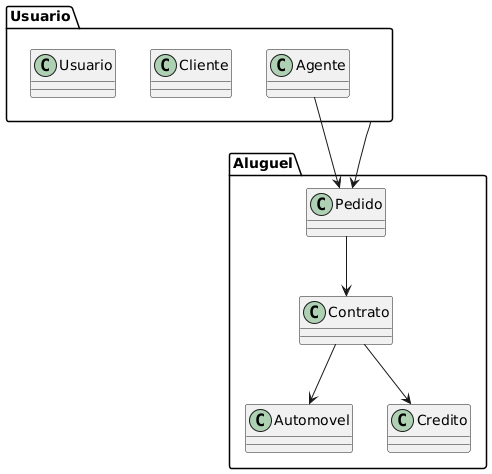 Usuario
C Usuario
C Cliente
C Agente
Aluguel
C Pedido
C Contrato
C Automovel
C Credito